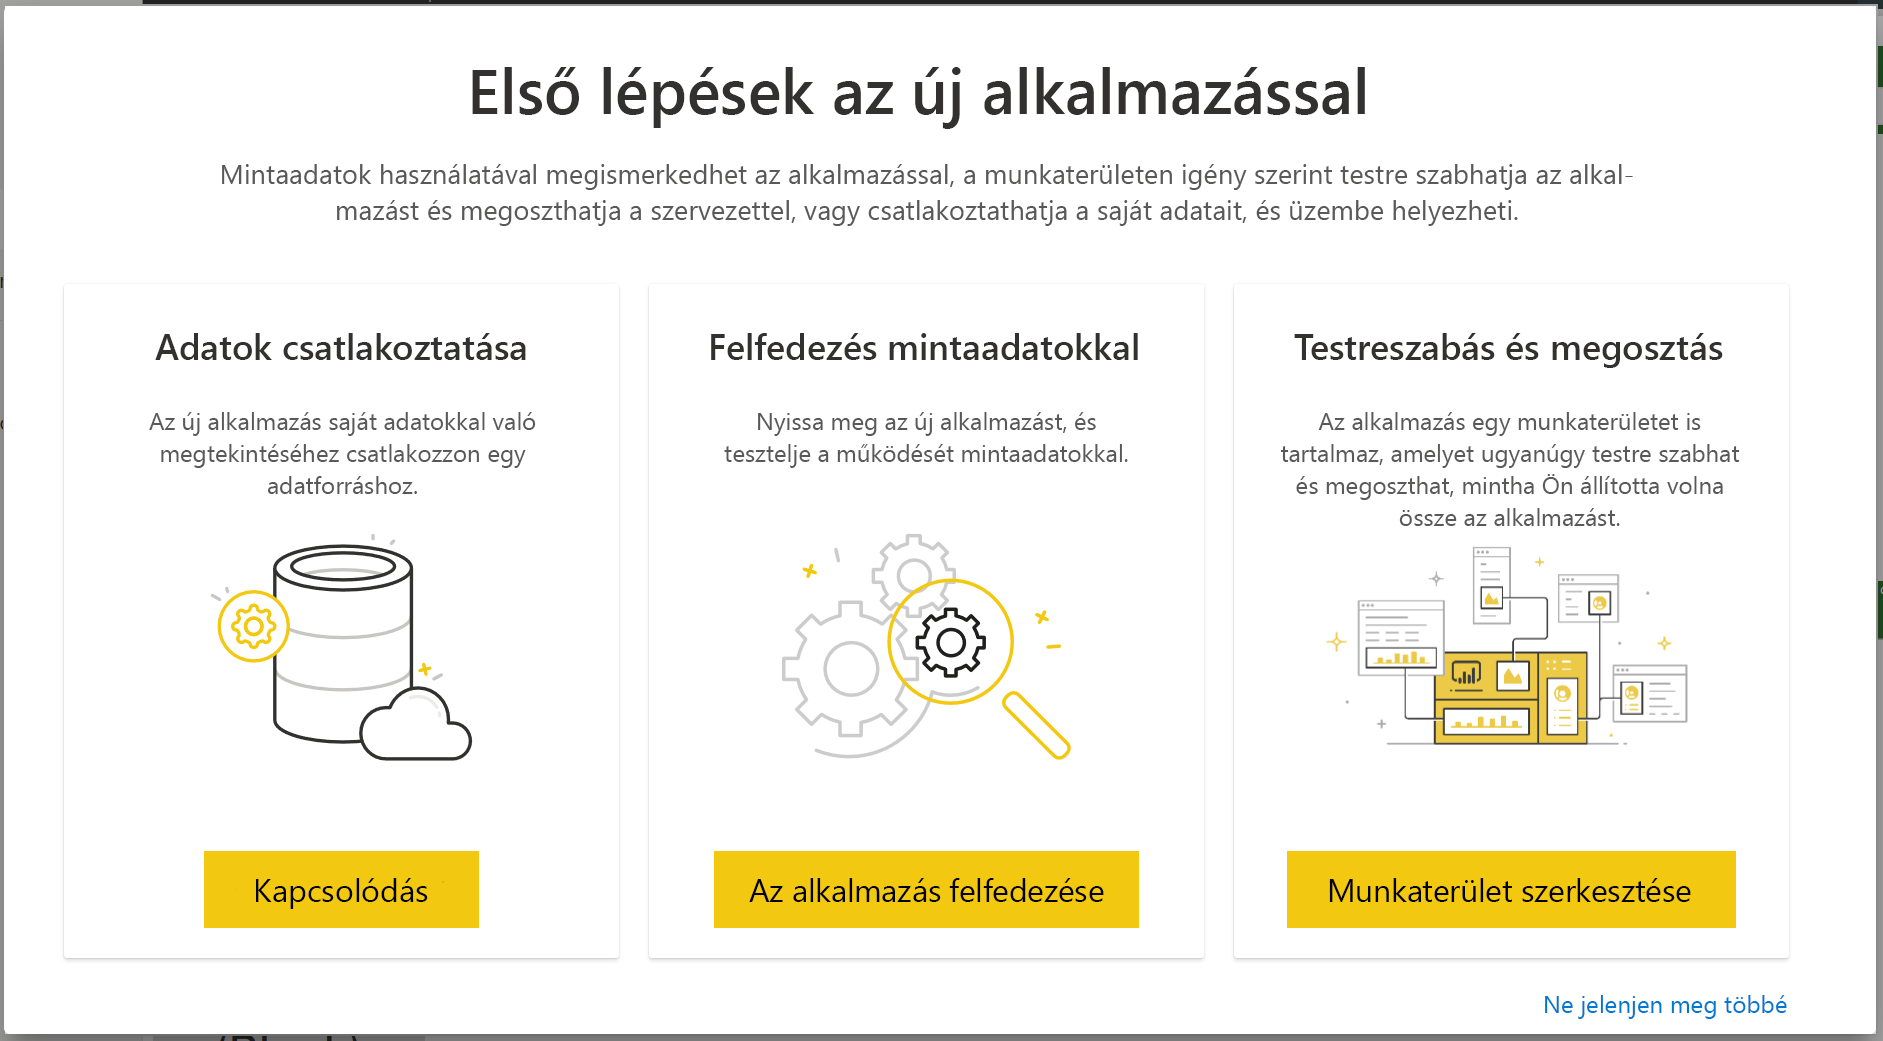 Első lépések az új alkalmazással
Mintaadatok használatával megismerkedhet az alkalmazással, a munkaterületen igény szerint testre szabhatja az alkal-
mazást és megoszthatja a szervezettel, vagy csatlakoztathatja a saját adatait, és üzembe helyezheti.
Adatok csatlakoztatása
Az új alkalmazás saját adatokkal való
megtekintéséhez csatlakozzon egy
adatforráshoz.
Kapcsolódás
Felfedezés mintaadatokkal
Nyissa meg az új alkalmazást, és
tesztelje a működését mintaadatokkal.
Az alkalmazás felfedezése
Testreszabás és megosztás
Az alkalmazás egy munkaterületet is
tartalmaz, amelyet ugyanúgy testre szabhat
és megoszthat, mintha Ön állította volna
össze az alkalmazást.
Munkaterület szerkesztése
Ne jelenjen meg többé